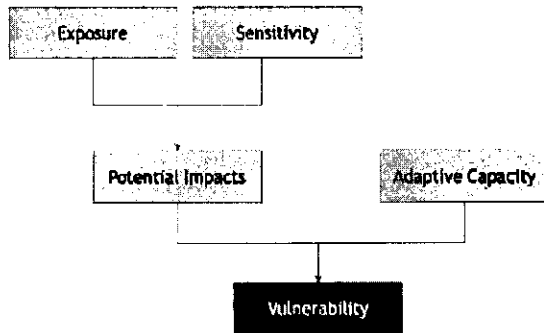 Exposure
Sensitivity
Potential Impacts
Adaptive Capacity
Vulnerability